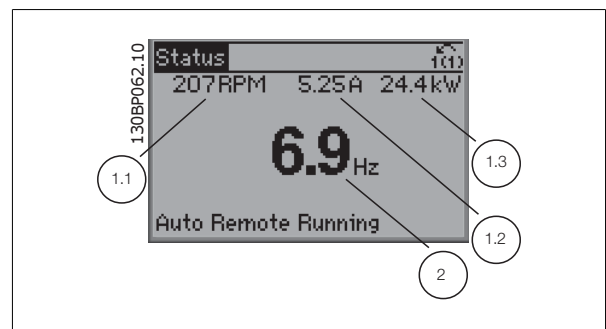 130BP062.10
Status 1(1)
207RPM 5.25A 24.4kW
1.1
6.9Hz
1.3
Auto Remote Running
1.2
2